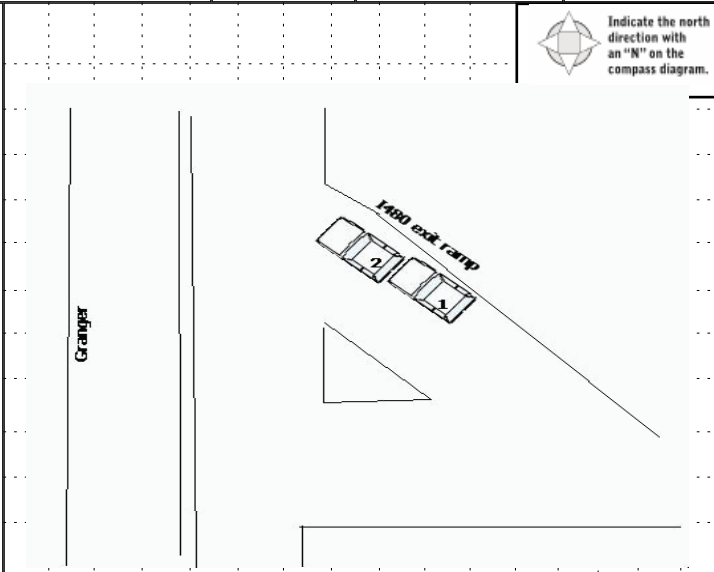 Indicate the north
direction with
an "N" on the
compass diagram.
I480 exit ramp
2
1
Granger